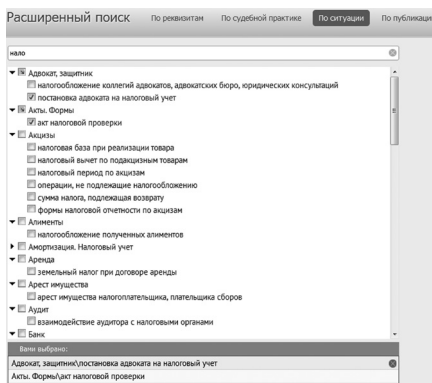 Расширенный поиск По реквизитам По судебной практике По ситуации По публикации
нало
Адвокат, защитник
налогообложение коллегий адвокатов, адвокатских бюро, юридических консультаций
постановка адвоката на налоговый учет
Акты. Формы
акт налоговой проверки
Акцизы
налоговая база при реализации товара
налоговый вычет по подакцизным товарам
налоговый период по акцизам
операции, не подлежащие налогообложению
сумма налога, подлежащая возврату
формы налоговой отчетности по акцизам
Алименты
налогообложение полученных алиментов
Амортизация. Налоговый учет
Аренда
земельный налог при договоре аренды
Арест имущества
арест имущества налогоплательщика, плательщика сборов
Аудит
взаимодействие аудитора с налоговыми органами
Банк
Вами выбрано:
Адвокат, защитник\постановка адвоката на налоговый учет
Акты. Формы\акт налоговой проверки